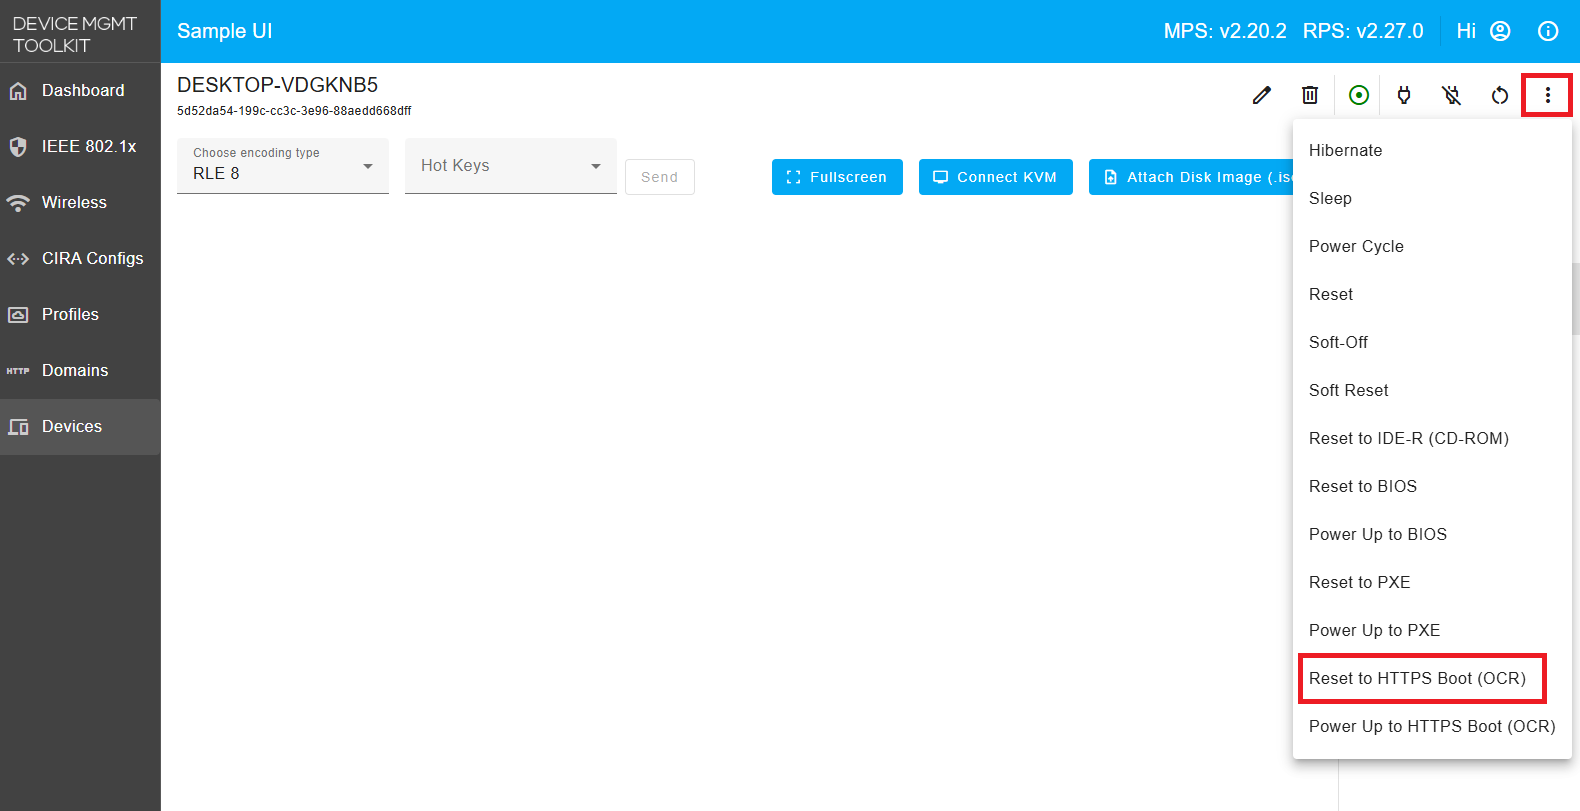 DEVICE MGMT
TOOLKIT
Sample UI
MPS: v2.20.2 RPS: v2.27.0 Hi
Dashboard
IEEE 802.1x
Wireless
CIRA Configs
Profiles
HTTP Domains
Devices
DESKTOP-VDGKNB5
5d52da54-199c-cc3c-3e96-88aedd668dff
Choose encoding type
RLE 8
Hot Keys
Send
Fullscreen
Connect KVM
Attach Disk Image (.iso
Hibernate
Sleep
Power Cycle
Reset
Soft-Off
Soft Reset
Reset to IDE-R (CD-ROM)
Reset to BIOS
Power Up to BIOS
Reset to PXE
Power Up to PXE
Reset to HTTPS Boot (OCR)
Power Up to HTTPS Boot (OCR)